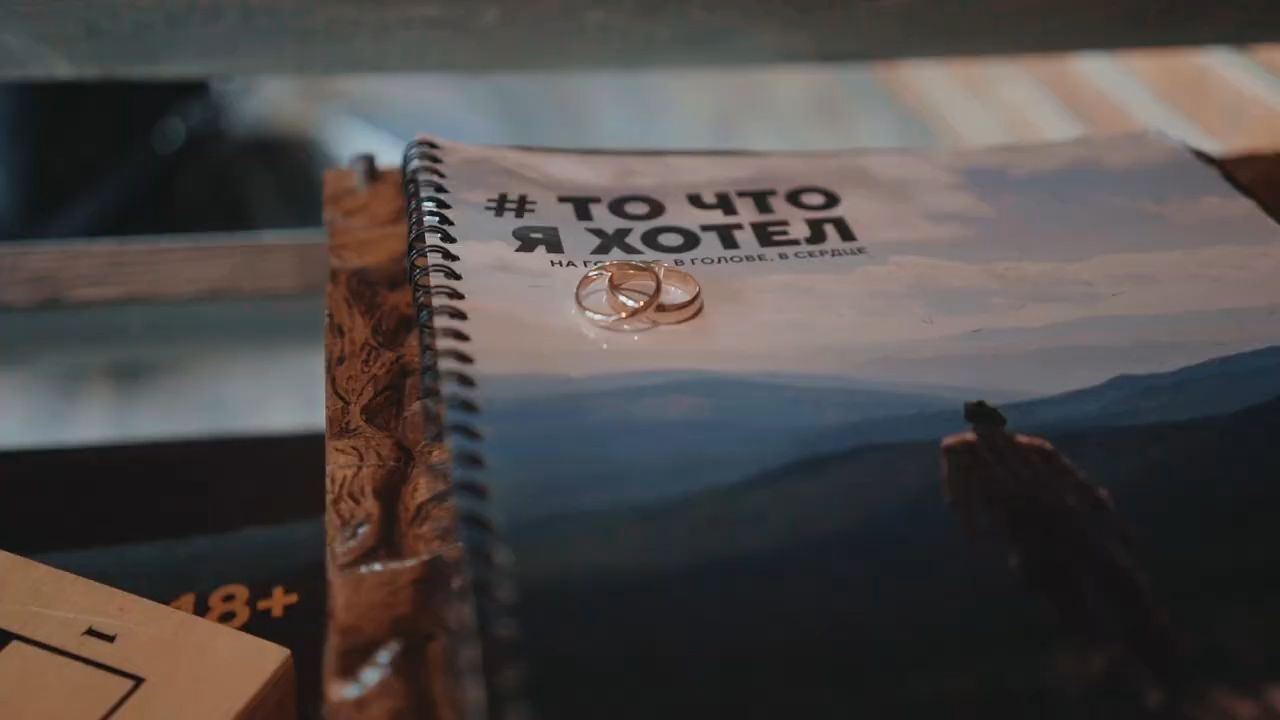 # ТО ЧТО
Я ХОТЕЛ
НА В ГОЛОВЕ, В СЕРДЦЕ
18+
I